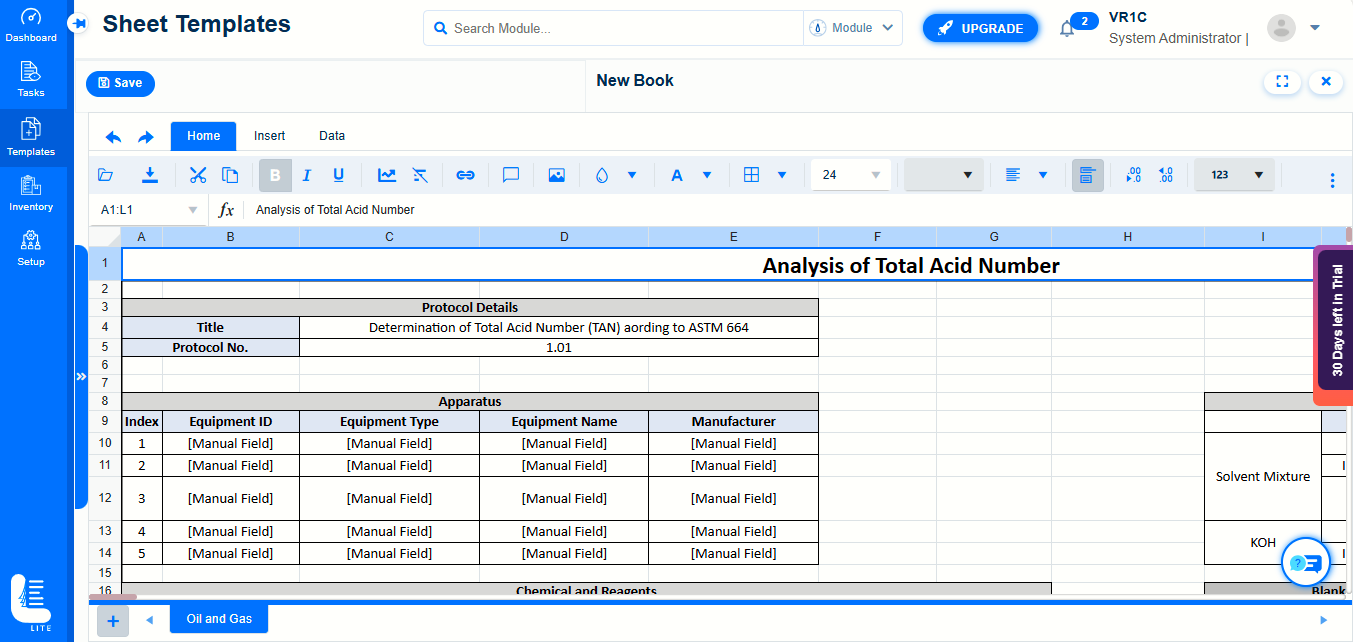 Sheet Templates
Search Module...
Module
UPGRADE
2
VR1C
System Administrator |
Dashboard
Tasks
Templates
Inventory
Setup
LITE
Save
New Book
Home Insert Data
B I U A 24 .00 .0 .0 .00 123
A1:L1 fx Analysis of Total Acid Number
A B C D E F G H I
1 Analysis of Total Acid Number
2
3 Protocol Details
4 Title Determination of Total Acid Number (TAN) aording to ASTM 664
5 Protocol No. 1.01
6
7
8 Apparatus
9 Index Equipment ID Equipment Type Equipment Name Manufacturer
10 1 [Manual Field] [Manual Field] [Manual Field] [Manual Field]
11 2 [Manual Field] [Manual Field] [Manual Field] [Manual Field]
12 3 [Manual Field] [Manual Field] [Manual Field] [Manual Field] Solvent Mixture
13 4 [Manual Field] [Manual Field] [Manual Field] [Manual Field]
KOH
14 5 [Manual Field] [Manual Field] [Manual Field] [Manual Field]
15
16 Chemical and Reagents Blank
30 Days left in Trial
Oil and Gas